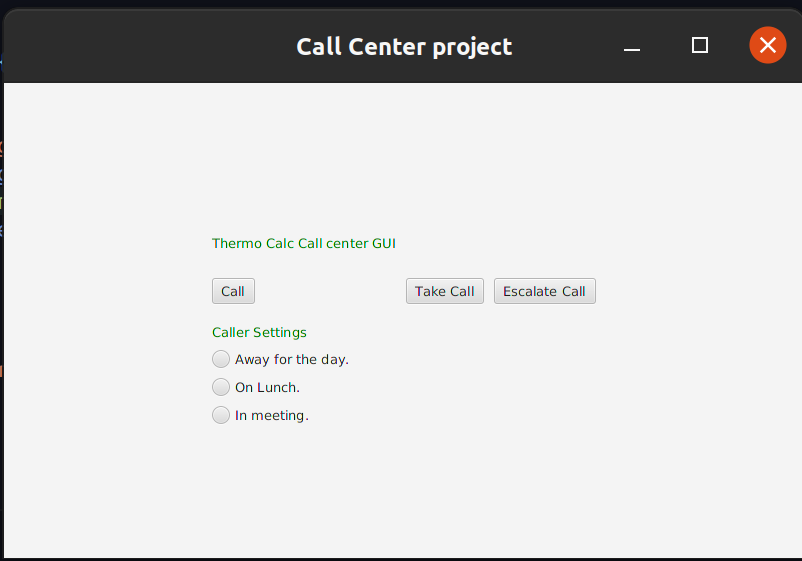 Call Center project
Thermo Calc Call center GUI
Call Take Call Escalate Call
Caller Settings
Away for the day.
On Lunch.
In meeting.